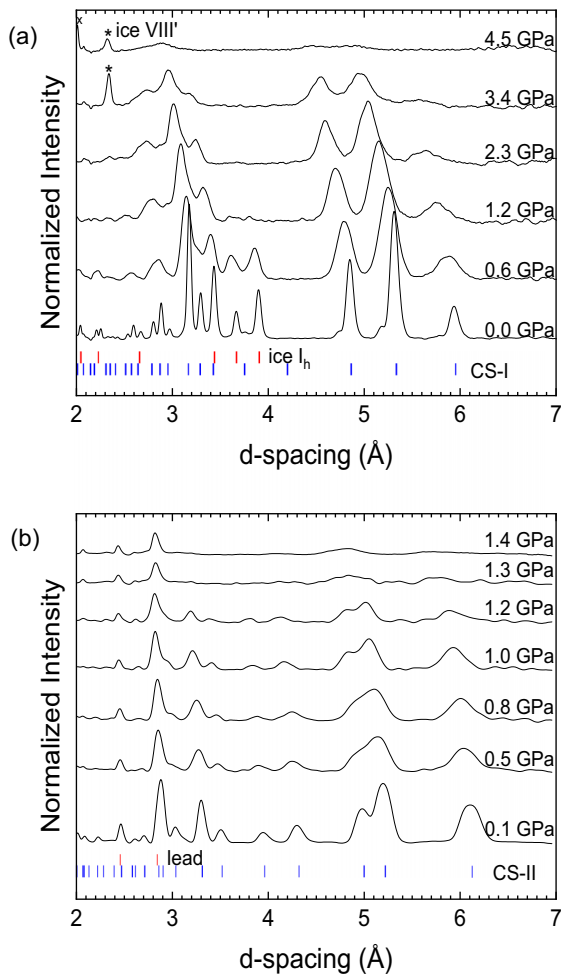 (a)
x
* ice VIII'
*
4.5 GPa
3.4 GPa
2.3 GPa
1.2 GPa
0.6 GPa
0.0 GPa
ice Ih
CS-I
Normalized Intensity
2 3 4 5 6 7
d-spacing (Å)
(b)
1.4 GPa
1.3 GPa
1.2 GPa
1.0 GPa
0.8 GPa
0.5 GPa
0.1 GPa
lead
CS-II
Normalized Intensity
2 3 4 5 6 7
d-spacing (Å)